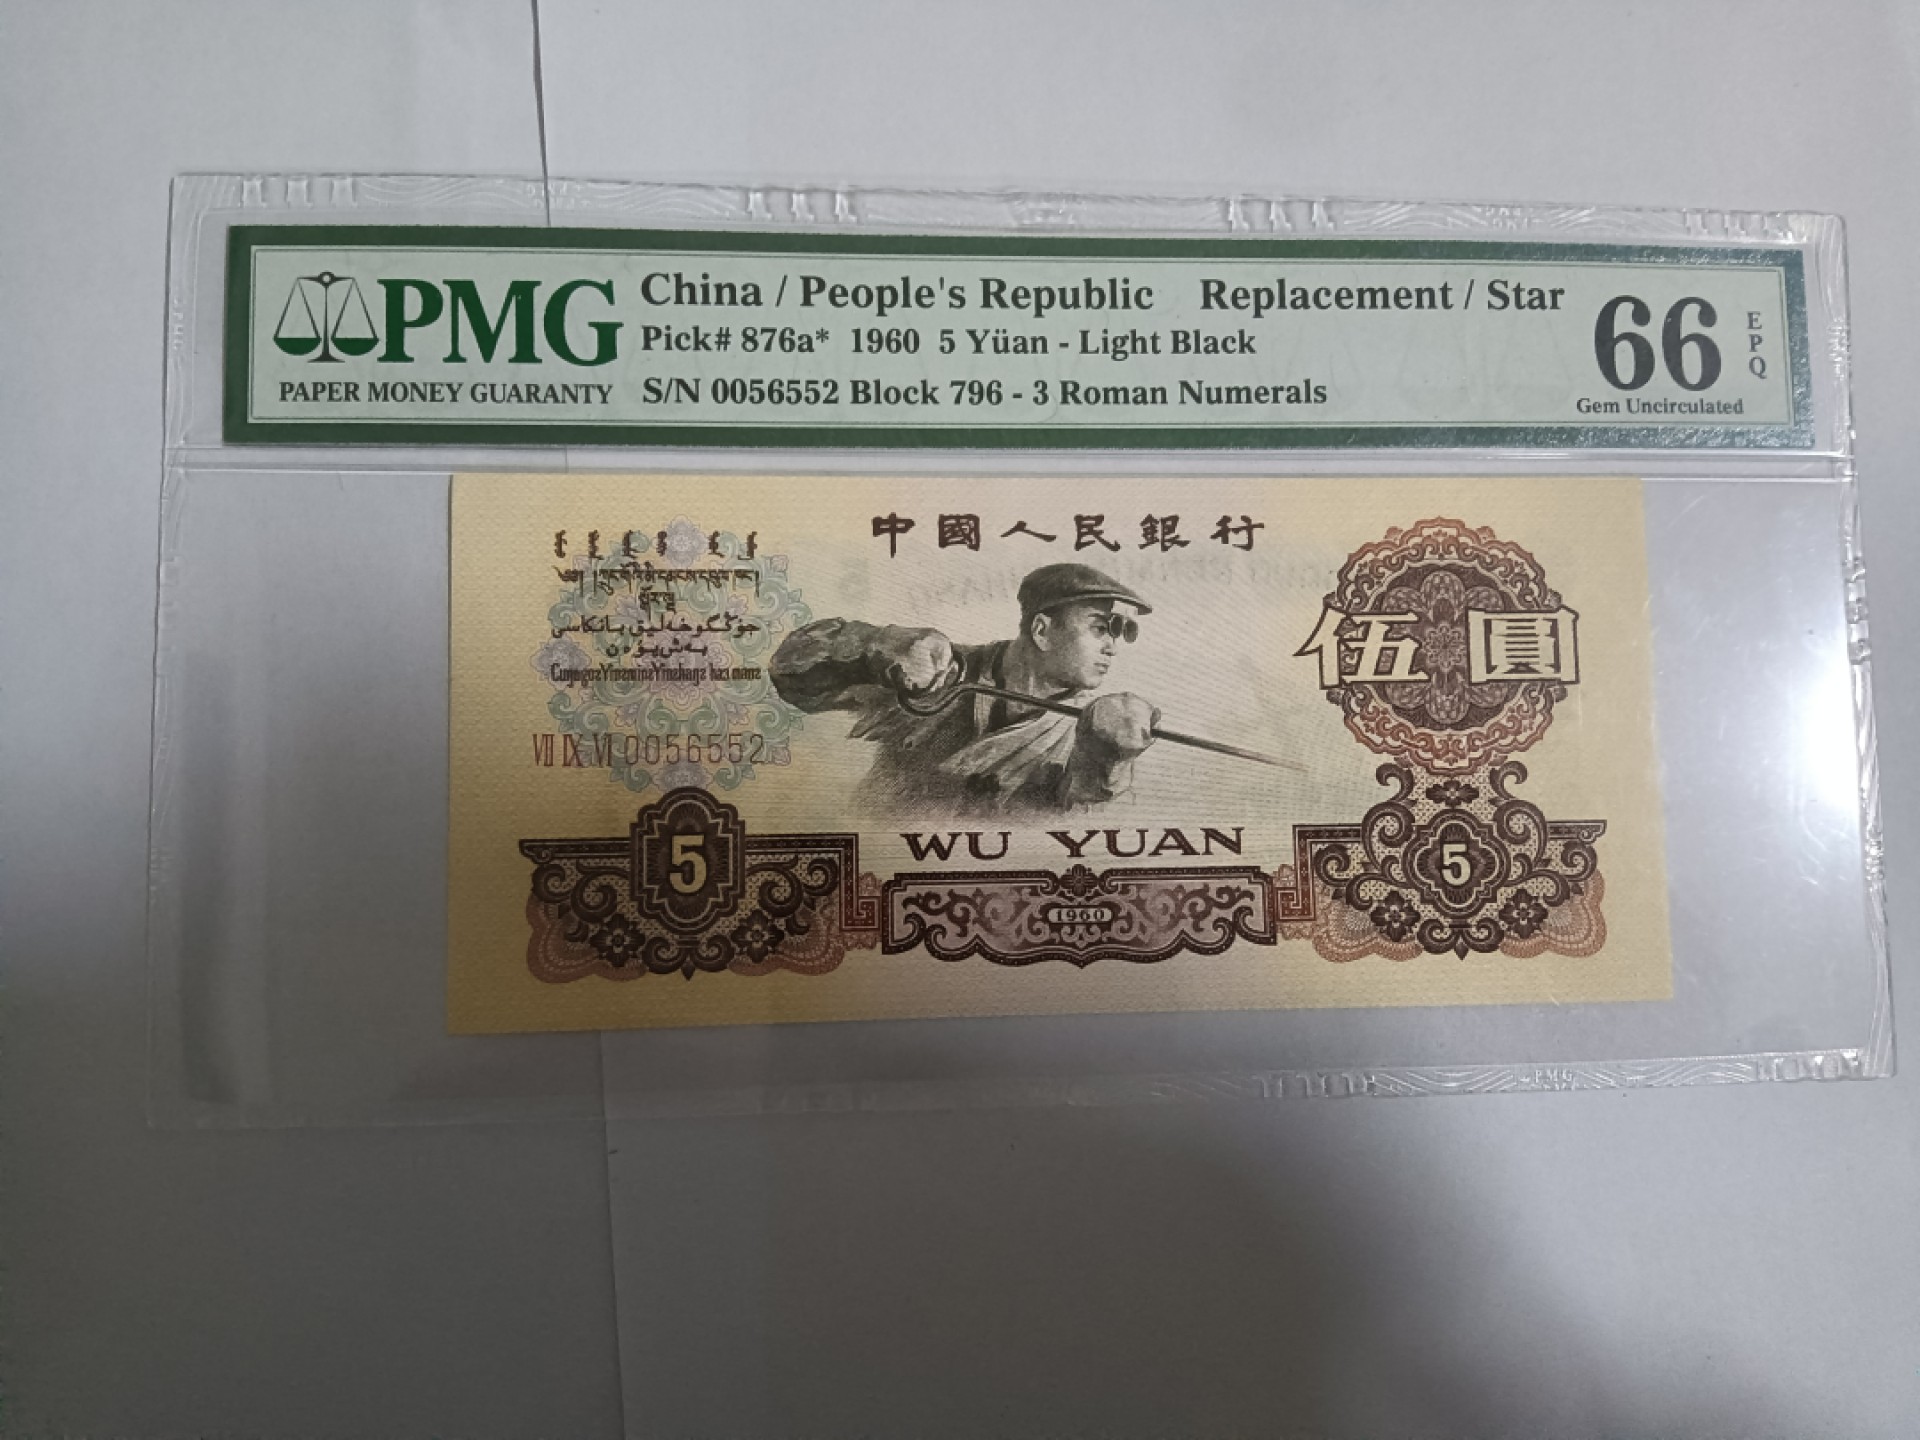 PMG
PAPER MONEY GUARANTY
China / People's Republic Replacement / Star
Pick# 876a* 1960 5 Yüan - Light Black
S/N 0056552 Block 796 - 3 Roman Numerals
66
EPQ
Gem Uncirculated
中國人民銀行
伍圓
VII IX VI 0056552
WU YUAN
5
1960
5
PMG